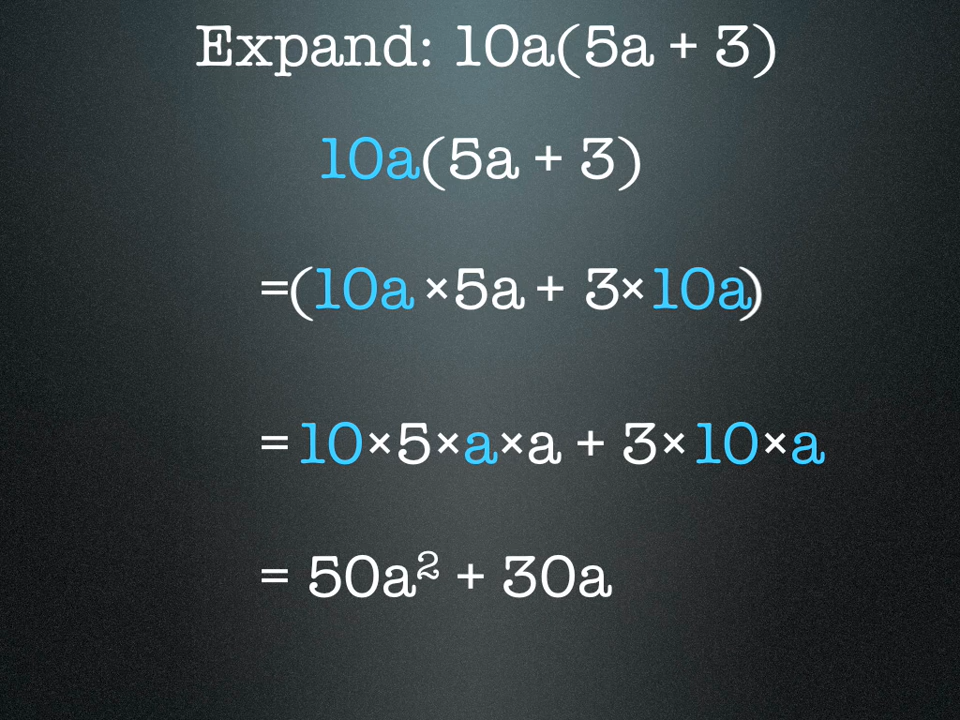 Expand: 10a(5a + 3)
10a(5a + 3)
=(10a ×5a + 3×10a)
= 10×5×a×a + 3×10×a
= 50a² + 30a